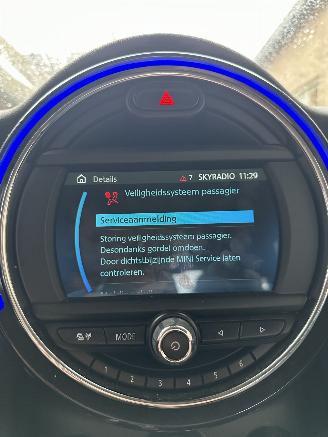 Details 7 SKYRADIO 11:29
Veiligheidssysteem passagier
Serviceaanmelding
Storing veiligheidssysteem passagier.
Desondanks gordel omdoen.
Door dichtstbijzijnde MINI Service laten
controleren.
MODE
1 2 3 4 5 6